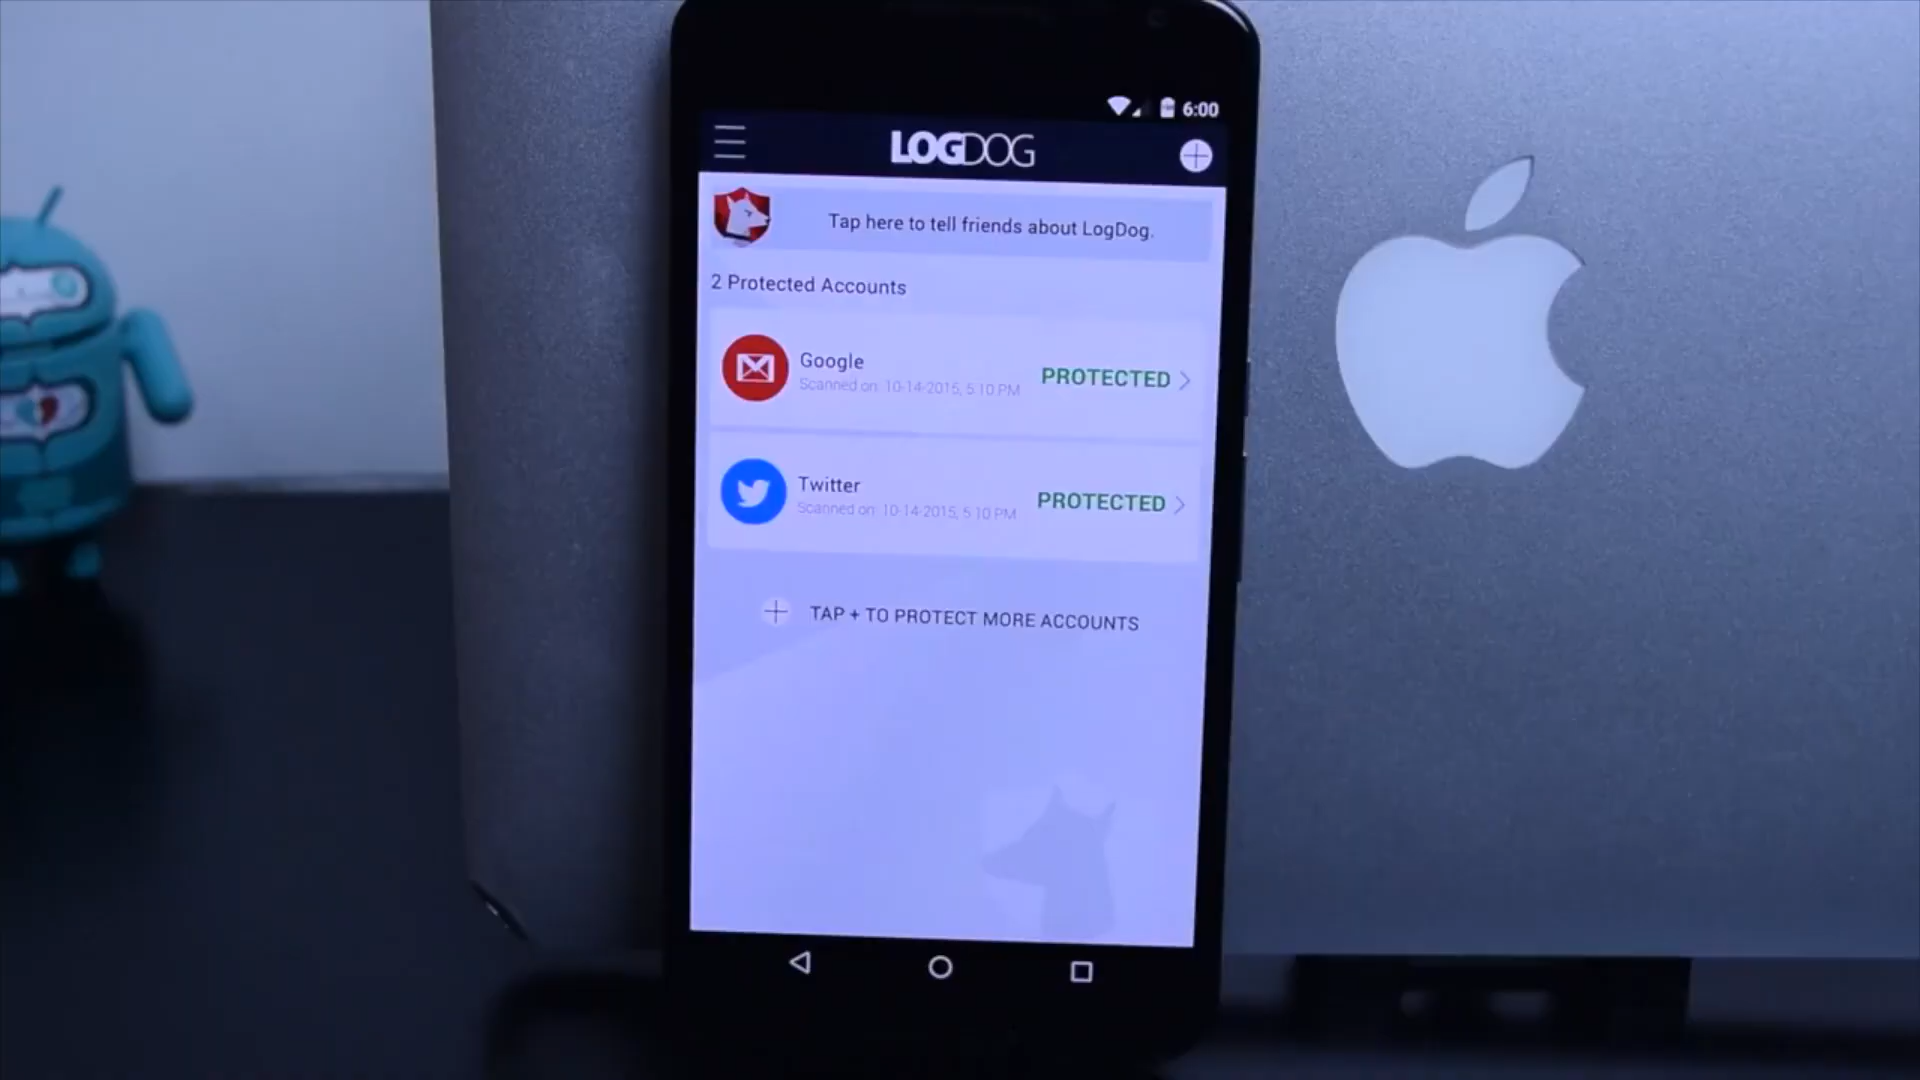 6:00
LOGDOG
Tap here to tell friends about LogDog.
2 Protected Accounts
Google
Scanned on: 10-14-2015, 5:10 PM
PROTECTED
Twitter
Scanned on: 10-14-2015, 5:10 PM
PROTECTED
TAP + TO PROTECT MORE ACCOUNTS